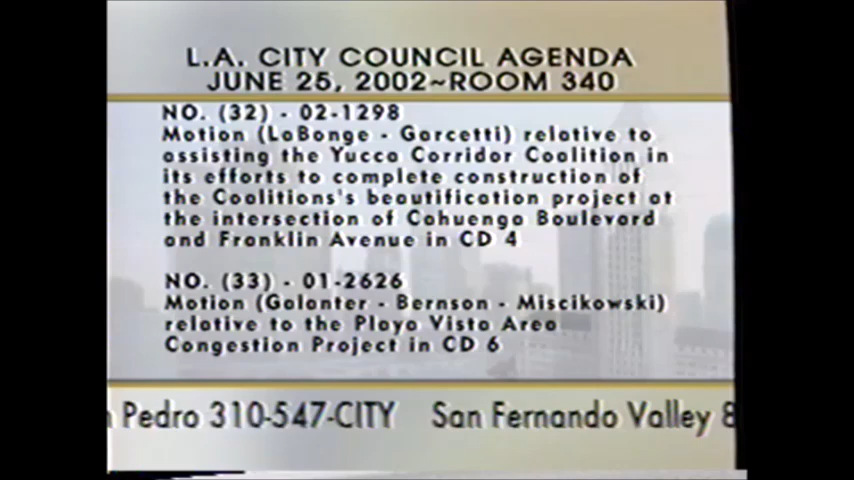 L.A. CITY COUNCIL AGENDA
JUNE 25, 2002~ROOM 340
NO. (32) - 02-1298
Motion (LaBonge - Garcetti) relative to
assisting the Yucca Corridor Coalition in
its efforts to complete construction of
the Coalitions's beautification project at
the intersection of Cahuenga Boulevard
and Franklin Avenue in CD 4
NO. (33) - 01-2626
Motion (Galanter - Bernson - Miscikowski)
relative to the Playa Vista Area
Congestion Project in CD 6
Pedro 310-547-CITY San Fernando Valley 8